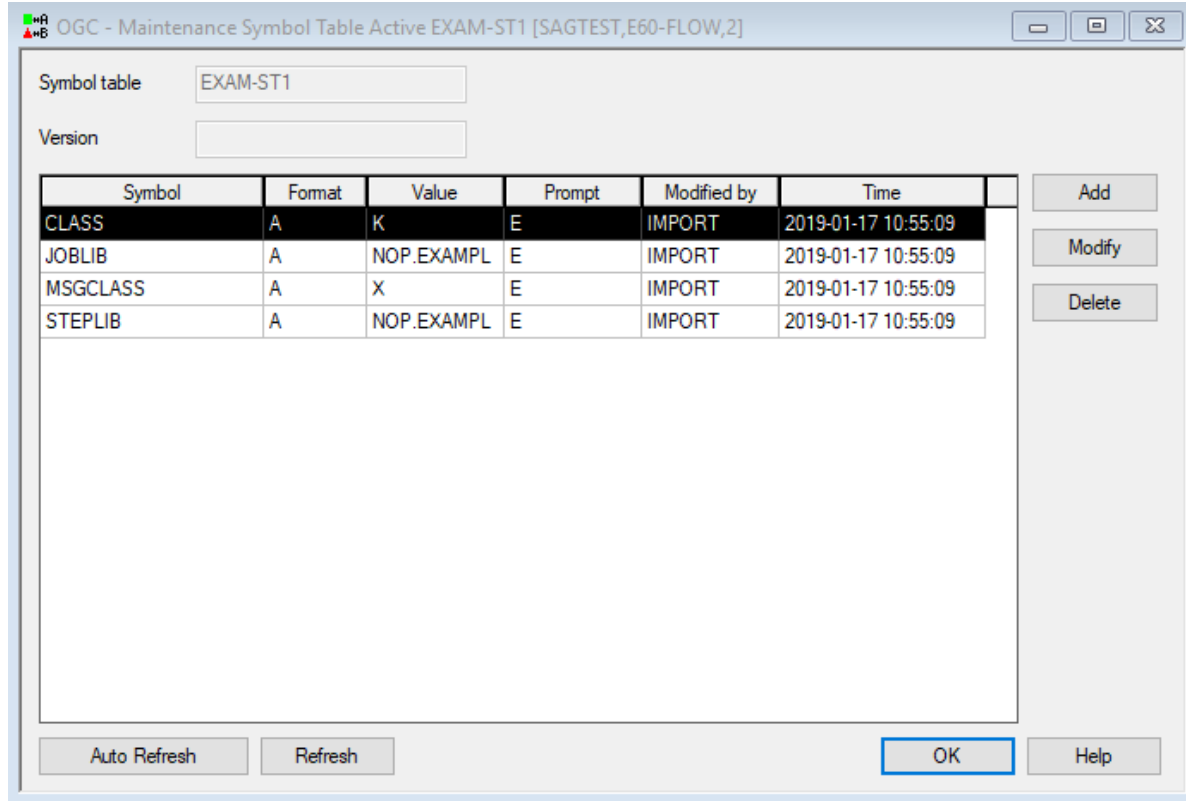 OGC - Maintenance Symbol Table Active EXAM-ST1 [SAGTEST,E60-FLOW,2]
Symbol table EXAM-ST1
Version
Symbol Format Value Prompt Modified by Time
CLASS A K E IMPORT 2019-01-17 10:55:09
JOBLIB A NOP.EXAMPL E IMPORT 2019-01-17 10:55:09
MSGCLASS A X E IMPORT 2019-01-17 10:55:09
STEPLIB A NOP.EXAMPL E IMPORT 2019-01-17 10:55:09
Add
Modify
Delete
Auto Refresh Refresh OK Help